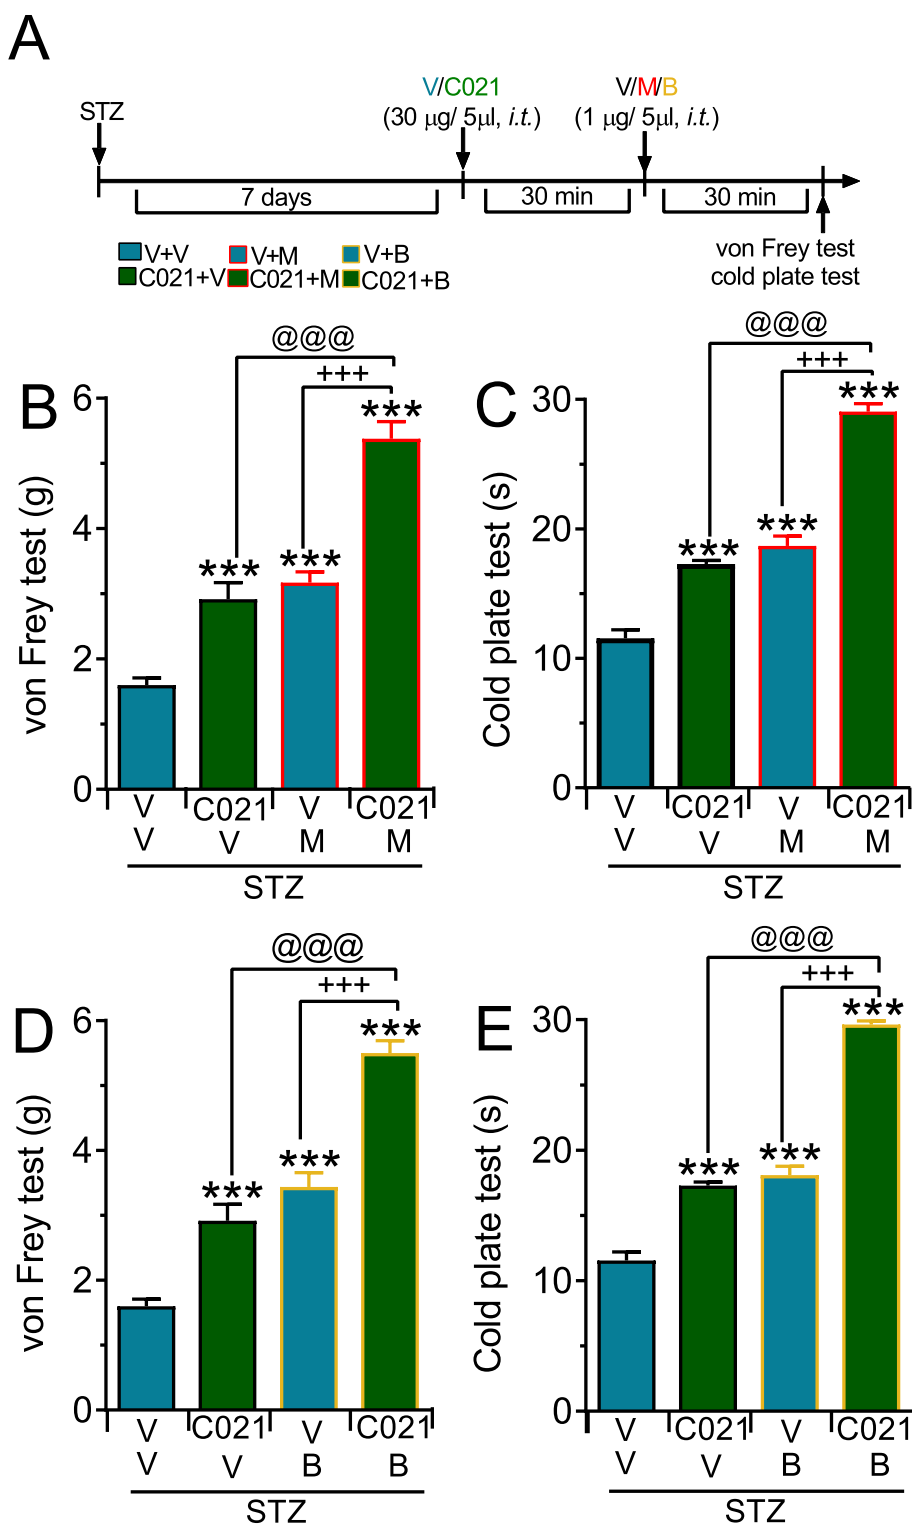 A
V/C021
V/M/B
STZ
(30 µg/ 5µl, i.t.)
(1 µg/ 5µl, i.t.)
7 days
30 min
30 min
von Frey test
cold plate test
V+V
V+M
V+B
C021+V
C021+M
C021+B
B
@@@
+++
***
***
***
von Frey test (g)
6
4
2
0
V
C021
V
C021
V
V
M
M
STZ
C
@@@
+++
***
***
***
Cold plate test (s)
30
20
10
0
V
C021
V
C021
V
V
M
M
STZ
D
@@@
+++
***
***
***
von Frey test (g)
6
4
2
0
V
C021
V
C021
V
V
B
B
STZ
E
@@@
+++
***
***
***
Cold plate test (s)
30
20
10
0
V
C021
V
C021
V
V
B
B
STZ